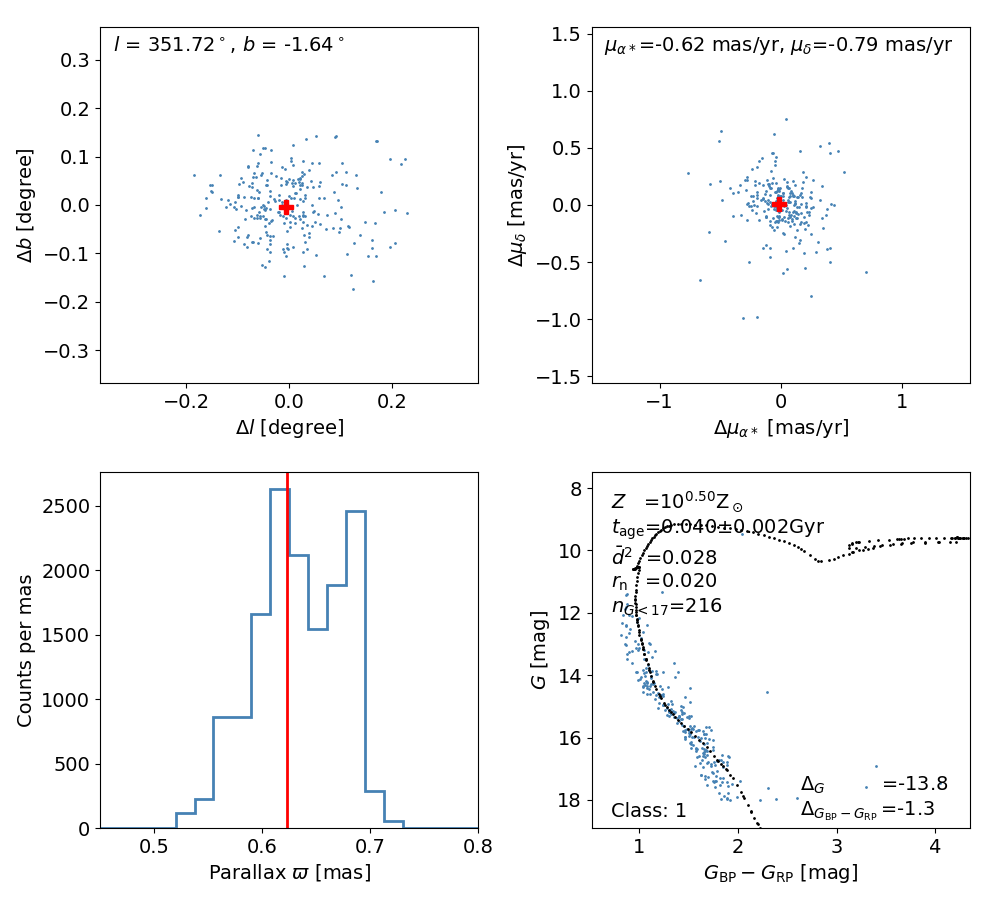 l = 351.72°, b = -1.64°
0.3
0.2
0.1
0.0
−0.1
−0.2
−0.3
Δb [degree]
−0.2 0.0 0.2
Δl [degree]
μα*=-0.62 mas/yr, μδ=-0.79 mas/yr
1.5
1.0
0.5
0.0
−0.5
−1.0
−1.5
Δμδ [mas/yr]
−1 0 1
Δμα* [mas/yr]
2500
2000
1500
1000
500
0
Counts per mas
0.5 0.6 0.7 0.8
Parallax ϖ [mas]
8
10
12
14
16
18
G [mag]
Z =10^0.50 Z⊙
t_age=0.040±0.002Gyr
d̄² =0.028
r_n =0.020
n_G<17=216
Δ_G =-13.8
Δ_GBP−GRP =-1.3
Class: 1
1 2 3 4
G_BP − G_RP [mag]